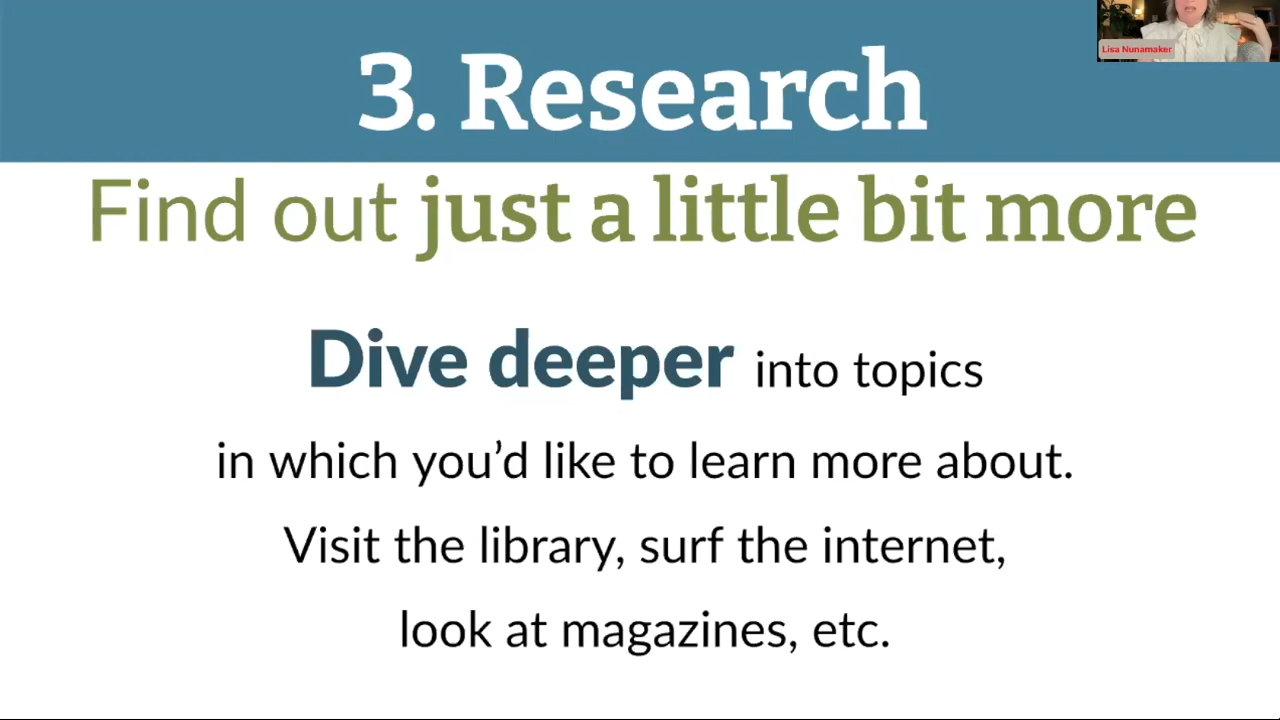 3. Research
Lisa Nunamaker
Find out just a little bit more
Dive deeper into topics
in which you’d like to learn more about.
Visit the library, surf the internet,
look at magazines, etc.